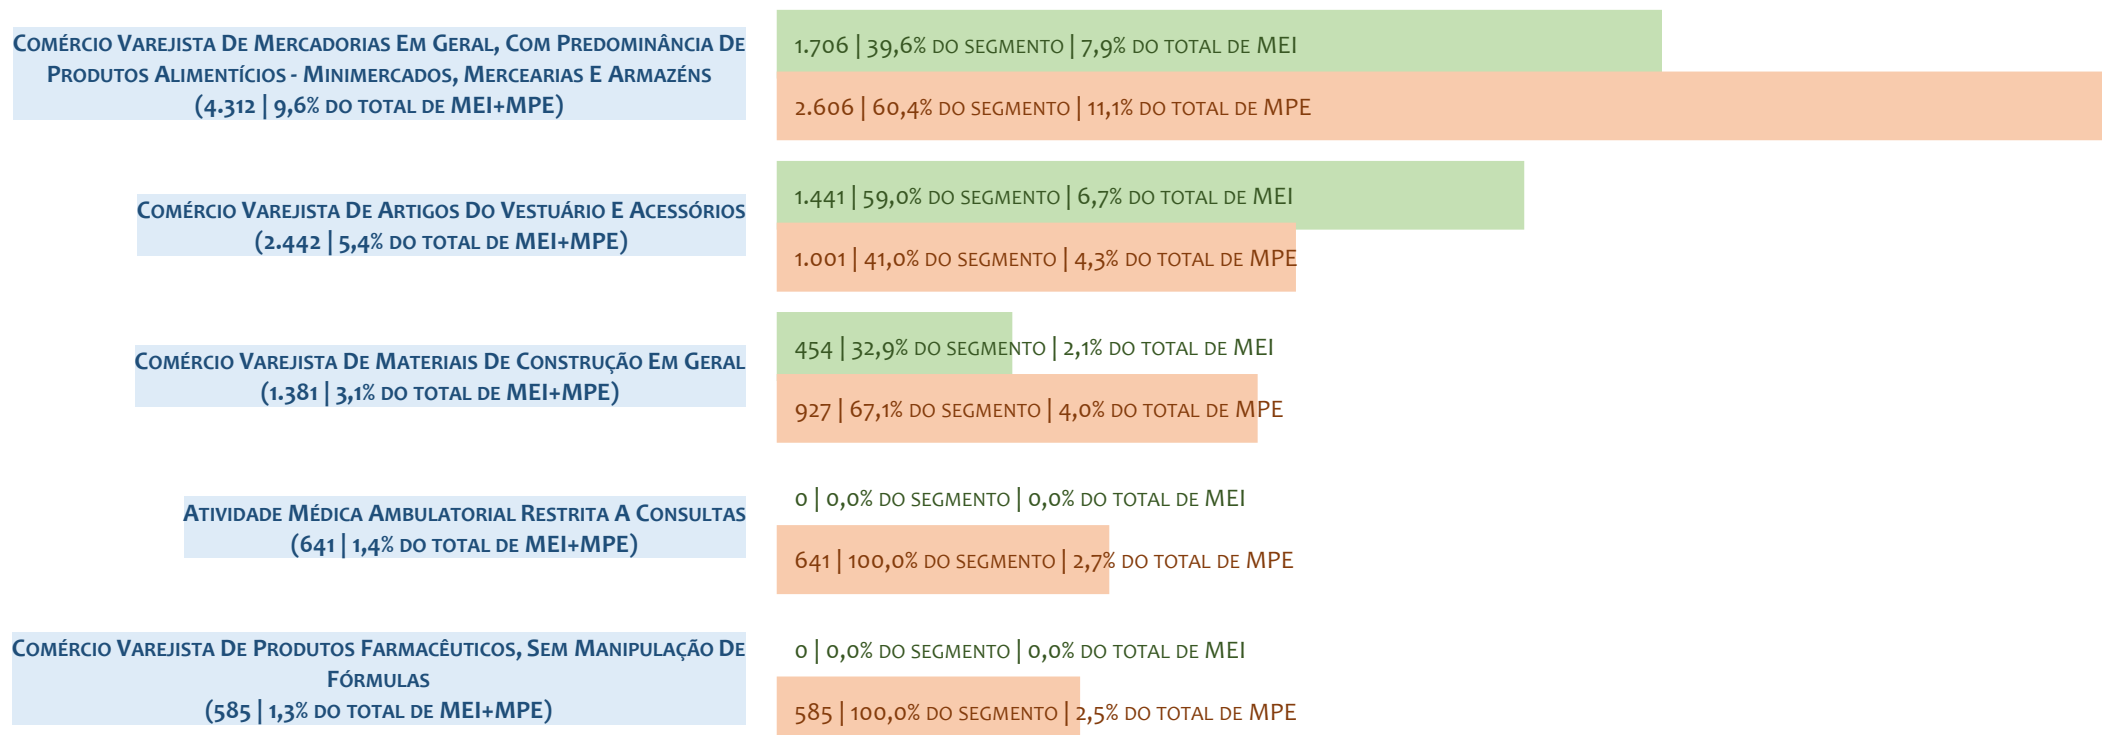 Comércio Varejista De Mercadorias Em Geral, Com Predominância De
Produtos Alimentícios - Minimercados, Mercearias E Armazéns
(4.312 | 9,6% do total de MEI+MPE)
1.706 | 39,6% do segmento | 7,9% do total de MEI
2.606 | 60,4% do segmento | 11,1% do total de MPE
Comércio Varejista De Artigos Do Vestuário E Acessórios
(2.442 | 5,4% do total de MEI+MPE)
1.441 | 59,0% do segmento | 6,7% do total de MEI
1.001 | 41,0% do segmento | 4,3% do total de MPE
Comércio Varejista De Materiais De Construção Em Geral
(1.381 | 3,1% do total de MEI+MPE)
454 | 32,9% do segmento | 2,1% do total de MEI
927 | 67,1% do segmento | 4,0% do total de MPE
Atividade Médica Ambulatorial Restrita A Consultas
(641 | 1,4% do total de MEI+MPE)
0 | 0,0% do segmento | 0,0% do total de MEI
641 | 100,0% do segmento | 2,7% do total de MPE
Comércio Varejista De Produtos Farmacêuticos, Sem Manipulação De
Fórmulas
(585 | 1,3% do total de MEI+MPE)
0 | 0,0% do segmento | 0,0% do total de MEI
585 | 100,0% do segmento | 2,5% do total de MPE